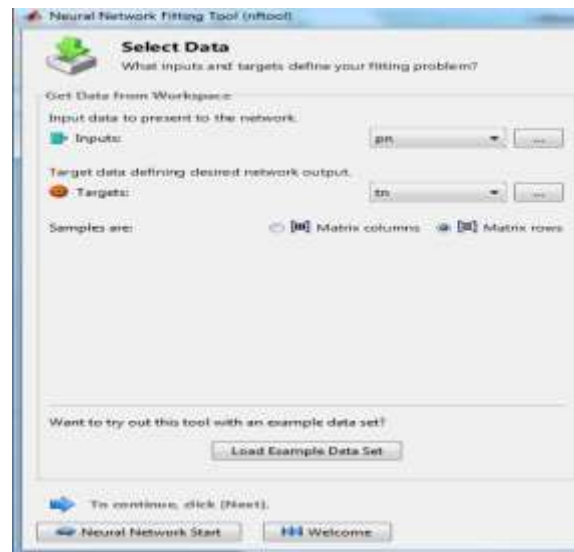 Neural Network Fitting Tool (nftool)
Select Data
What inputs and targets define your fitting problem?
Get Data from Workspace
Input data to present to the network.
Inputs: pn ...
Target data defining desired network output.
Targets: tn ...
Samples are: Matrix columns Matrix rows
Want to try out this tool with an example data set?
Load Example Data Set
To continue, click [Next].
Neural Network Start Welcome